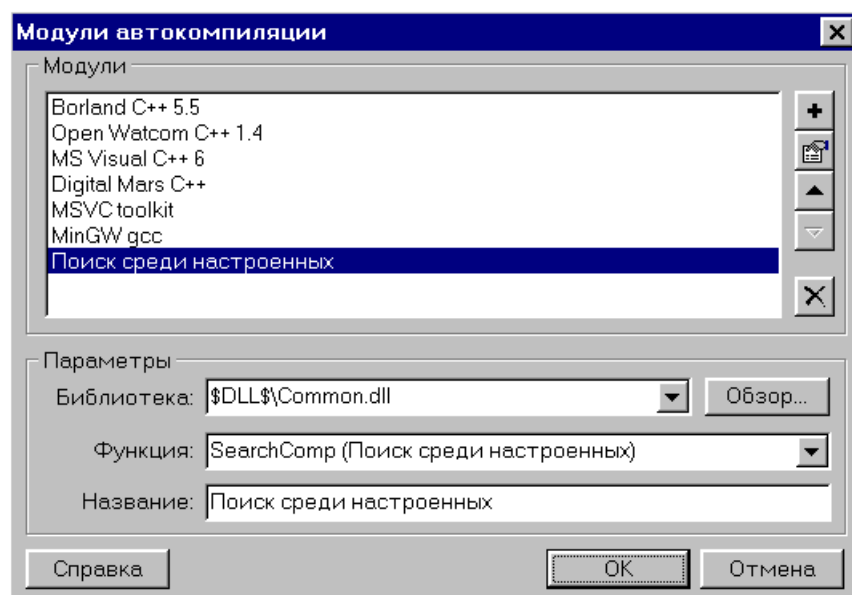 Модули автокомпиляции
Модули
Borland C++ 5.5
Open Watcom C++ 1.4
MS Visual C++ 6
Digital Mars C++
MSVC toolkit
MinGW gcc
Поиск среди настроенных
Параметры
Библиотека: $DLL$\Common.dll Обзор...
Функция: SearchComp (Поиск среди настроенных)
Название: Поиск среди настроенных
Справка OK Отмена